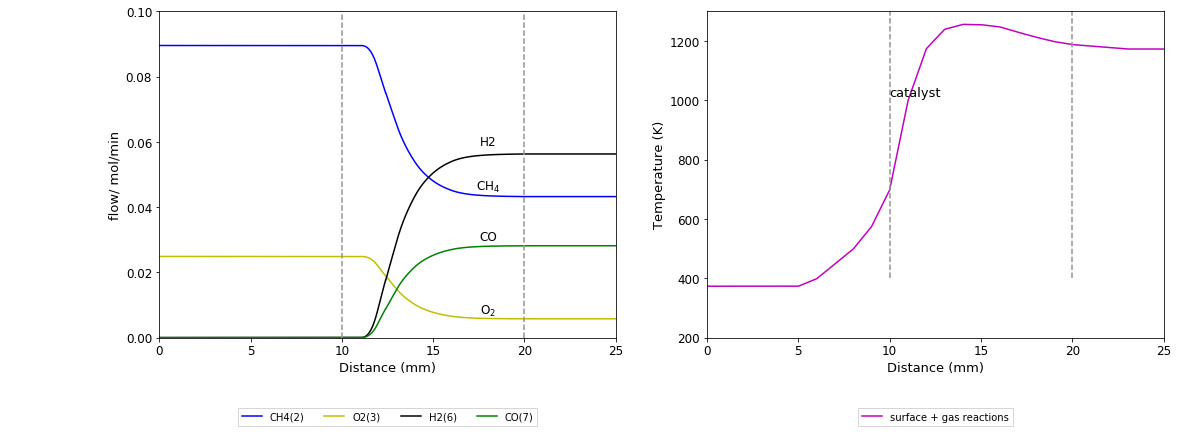 0.10
0.08
0.06
0.04
0.02
0.00
flow/ mol/min
H2
CH4
CO
O2
0 5 10 15 20 25
Distance (mm)
CH4(2) O2(3) H2(6) CO(7)
1200
1000
800
600
400
200
Temperature (K)
catalyst
0 5 10 15 20 25
Distance (mm)
surface + gas reactions